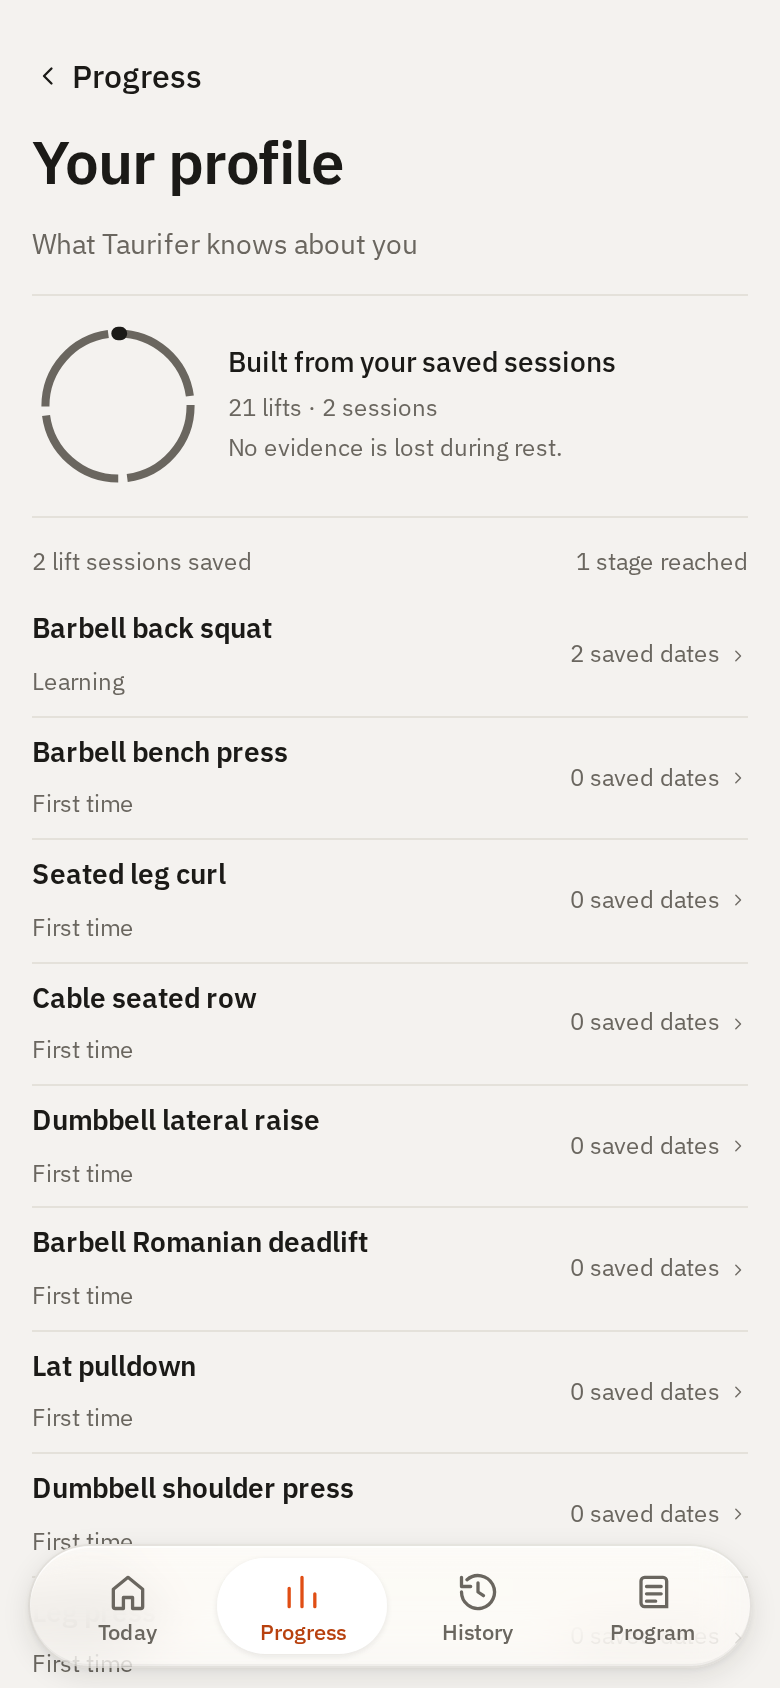 Progress
Your profile
What Taurifer knows about you
Built from your saved sessions
21 lifts · 2 sessions
No evidence is lost during rest.
2 lift sessions saved
1 stage reached
Barbell back squat
2 saved dates
Learning
Barbell bench press
0 saved dates
First time
Seated leg curl
0 saved dates
First time
Cable seated row
0 saved dates
First time
Dumbbell lateral raise
0 saved dates
First time
Barbell Romanian deadlift
0 saved dates
First time
Lat pulldown
0 saved dates
First time
Dumbbell shoulder press
0 saved dates
First time
Leg press
0 saved dates
First time
Today
Progress
History
Program